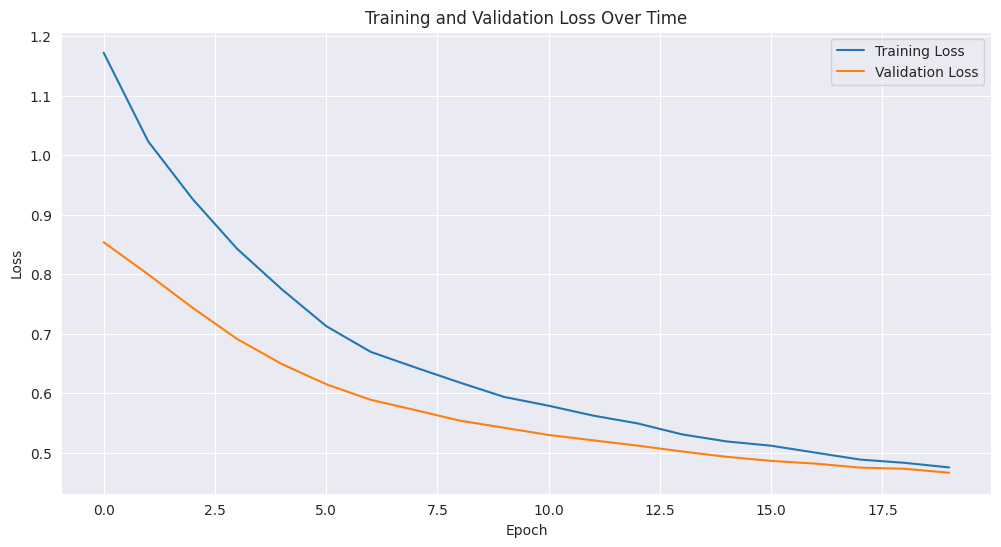 Training and Validation Loss Over Time
Training Loss
Validation Loss
1.2
1.1
1.0
0.9
0.8
0.7
0.6
0.5
Loss
0.0 2.5 5.0 7.5 10.0 12.5 15.0 17.5
Epoch